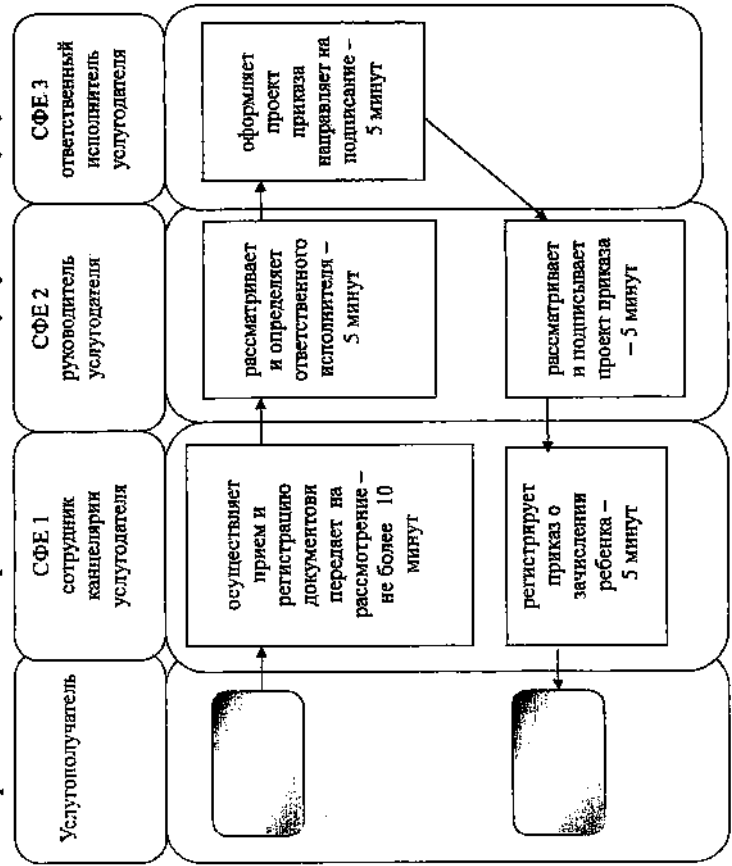 Услугополучатель
СФЕ 1
сотрудник
канцелярии
услугодателя
СФЕ 2
руководитель
услугодателя
СФЕ 3
ответственный
исполнитель
услугодателя
осуществляет
прием и
регистрацию
документови
передает на
рассмотрение –
не более 10
минут
рассматривает
и определяет
ответственного
исполнителя –
5 минут
оформляет
проект
приказа
направляет на
подписание –
5 минут
регистрирует
приказ о
зачислении
ребенка –
5 минут
рассматривает
и подписывает
проект приказа
– 5 минут